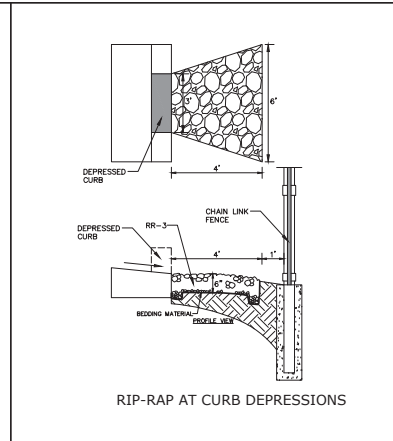 3'
6'
DEPRESSED
CURB
4'
CHAIN LINK
FENCE
DEPRESSED
CURB
RR-3
4'
1'
6"
BEDDING MATERIAL
PROFILE VIEW
RIP-RAP AT CURB DEPRESSIONS